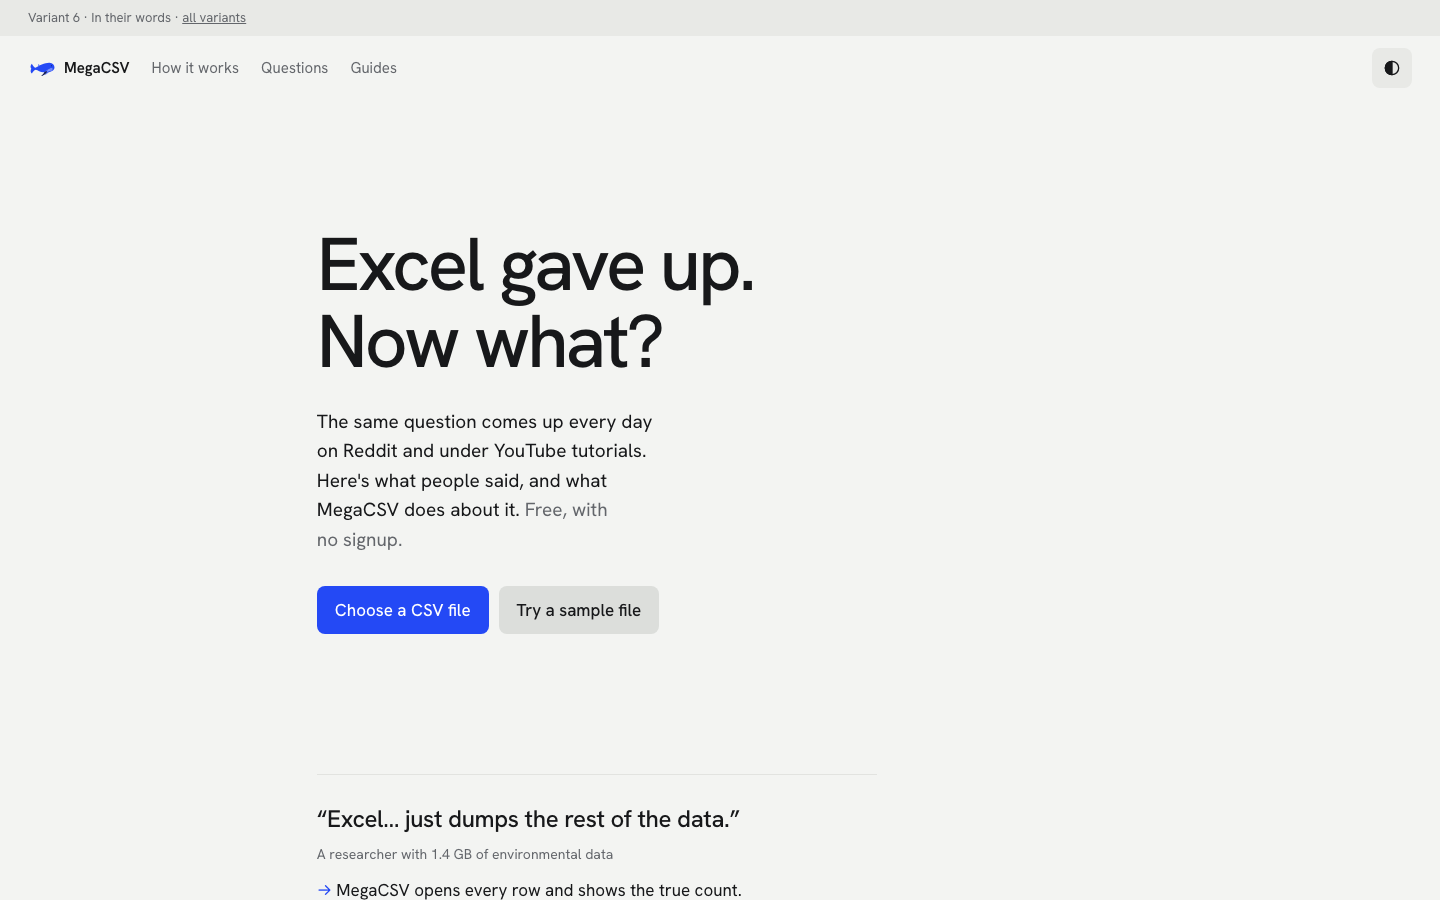 Variant 6 · In their words · all variants
MegaCSV How it works Questions Guides
Excel gave up.
Now what?
The same question comes up every day
on Reddit and under YouTube tutorials.
Here's what people said, and what
MegaCSV does about it. Free, with
no signup.
Choose a CSV file Try a sample file
“Excel... just dumps the rest of the data.”
A researcher with 1.4 GB of environmental data
→ MegaCSV opens every row and shows the true count.